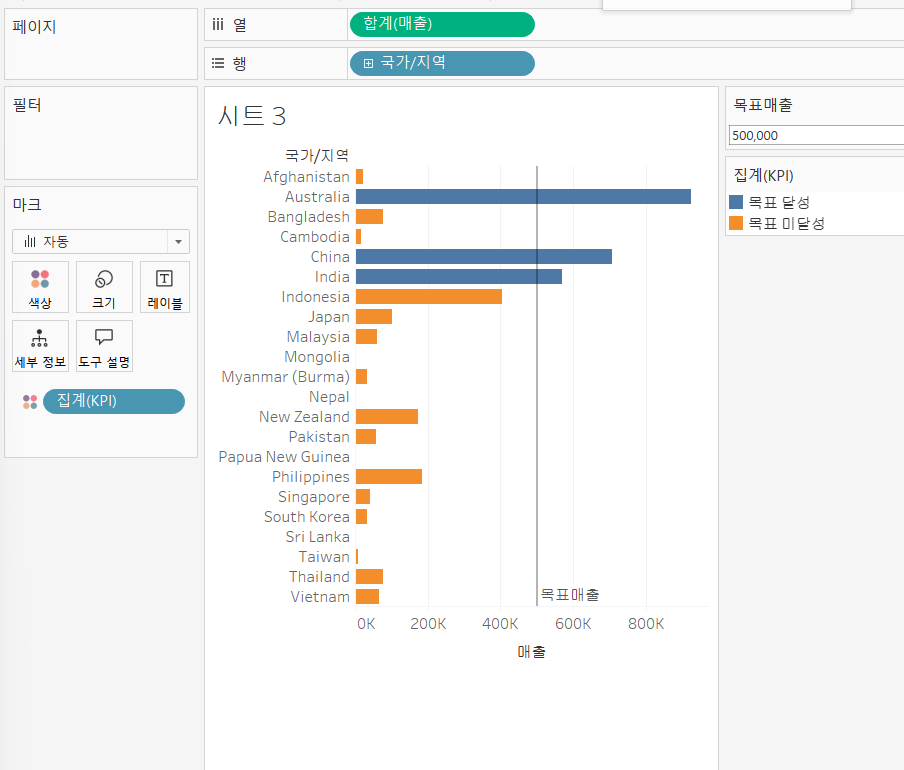 페이지
열
합계(매출)
행
국가/지역
필터
마크
자동
색상
크기
레이블
세부 정보
도구 설명
집계(KPI)
시트 3
국가/지역
Afghanistan
Australia
Bangladesh
Cambodia
China
India
Indonesia
Japan
Malaysia
Mongolia
Myanmar (Burma)
Nepal
New Zealand
Pakistan
Papua New Guinea
Philippines
Singapore
South Korea
Sri Lanka
Taiwan
Thailand
Vietnam
목표매출
0K 200K 400K 600K 800K
매출
목표매출
500,000
집계(KPI)
목표 달성
목표 미달성